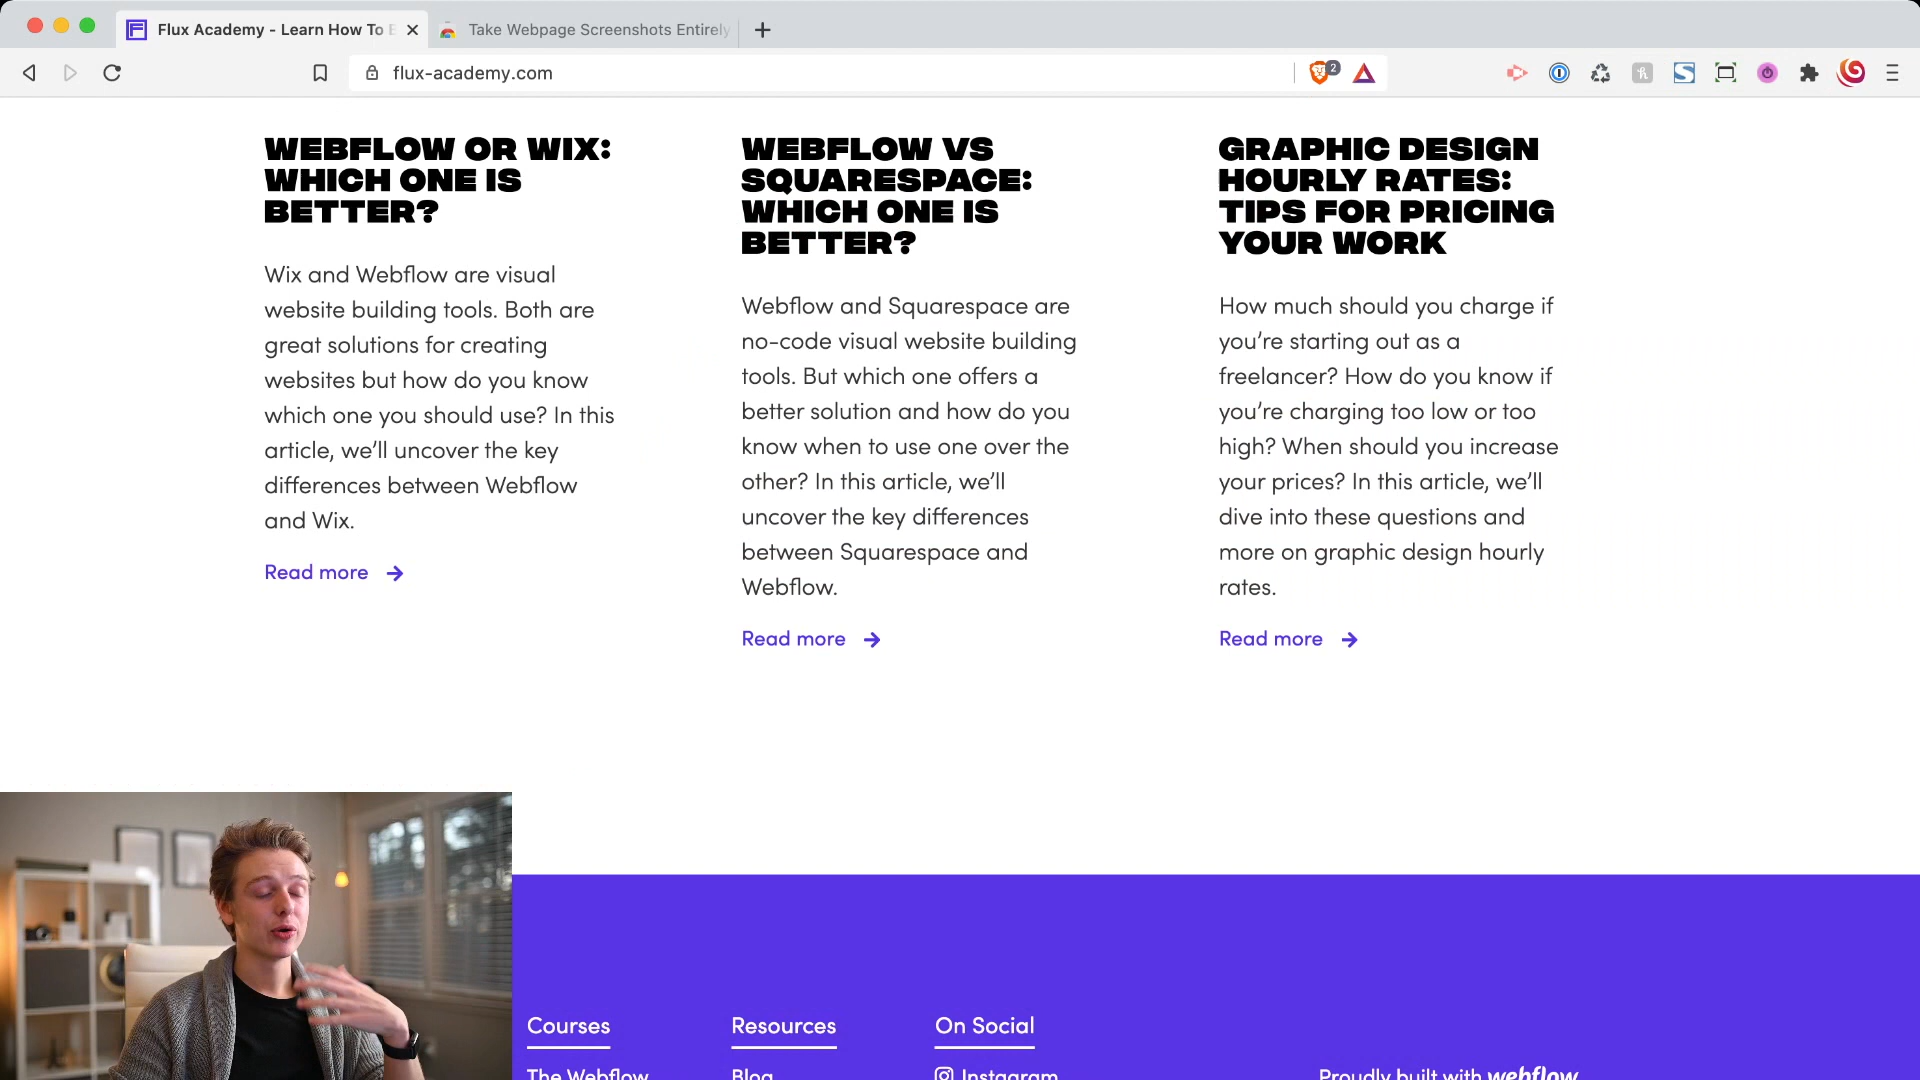 Flux Academy - Learn How To B
Take Webpage Screenshots Entirely
flux-academy.com
2
WEBFLOW OR WIX:
WHICH ONE IS
BETTER?
Wix and Webflow are visual
website building tools. Both are
great solutions for creating
websites but how do you know
which one you should use? In this
article, we’ll uncover the key
differences between Webflow
and Wix.
Read more
WEBFLOW VS
SQUARESPACE:
WHICH ONE IS
BETTER?
Webflow and Squarespace are
no-code visual website building
tools. But which one offers a
better solution and how do you
know when to use one over the
other? In this article, we’ll
uncover the key differences
between Squarespace and
Webflow.
Read more
GRAPHIC DESIGN
HOURLY RATES:
TIPS FOR PRICING
YOUR WORK
How much should you charge if
you’re starting out as a
freelancer? How do you know if
you’re charging too low or too
high? When should you increase
your prices? In this article, we’ll
dive into these questions and
more on graphic design hourly
rates.
Read more
Courses
The Webflow
Resources
Blog
On Social
Instagram
Proudly built with webflow